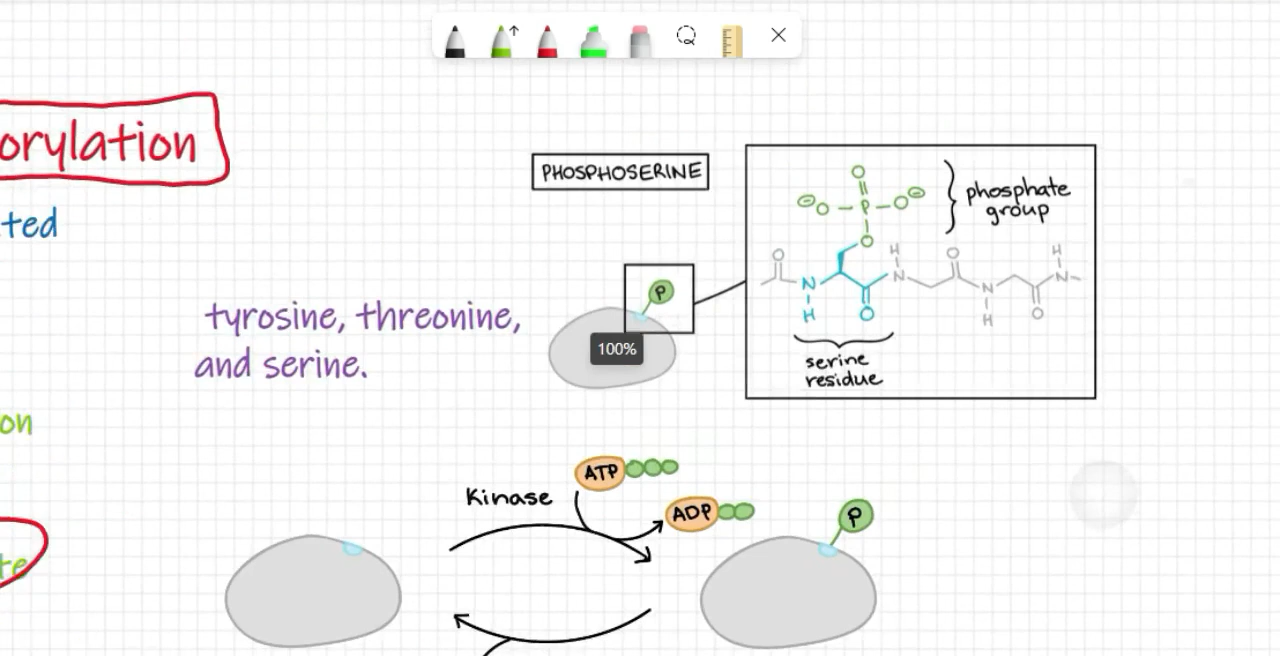 orylation
ted
tyrosine, threonine,
and serine.
on
te
PHOSPHOSERINE
P
100%
O
⊖O — P — O⊖
O
phosphate
group
O
N
H
O
H
N
O
N
H
O
H
N
serine
residue
Kinase
ATP
ADP
P